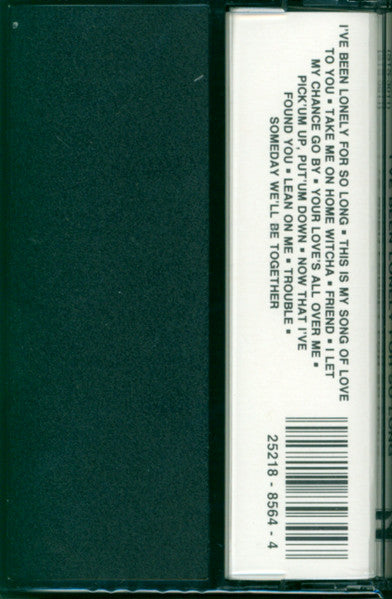 I'VE BEEN LONELY FOR SO LONG ▪ THIS IS MY SONG OF LOVE
TO YOU ▪ TAKE ME ON HOME WITCHA ▪ FRIEND ▪ I LET
MY CHANCE GO BY ▪ YOUR LOVE'S ALL OVER ME ▪
PICK'UM UP, PUT'UM DOWN ▪ NOW THAT I'VE
FOUND YOU ▪ LEAN ON ME ▪ TROUBLE ▪
SOMEDAY WE'LL BE TOGETHER
25218 - 8564 - 4